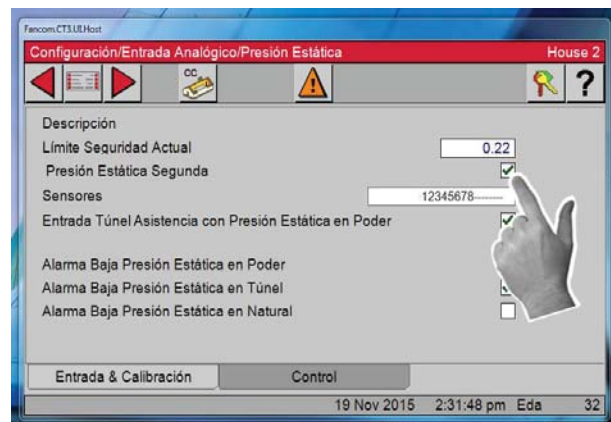 Fancom.CT3.ULHost
Configuración/Entrada Analógico/Presión Estática House 2
CC
?
Descripción
Límite Seguridad Actual 0.22
Presión Estática Segunda
Sensores 12345678--------
Entrada Túnel Asistencia con Presión Estática en Poder
Alarma Baja Presión Estática en Poder
Alarma Baja Presión Estática en Túnel
Alarma Baja Presión Estática en Natural
Entrada & Calibración Control
19 Nov 2015 2:31:48 pm Eda 32